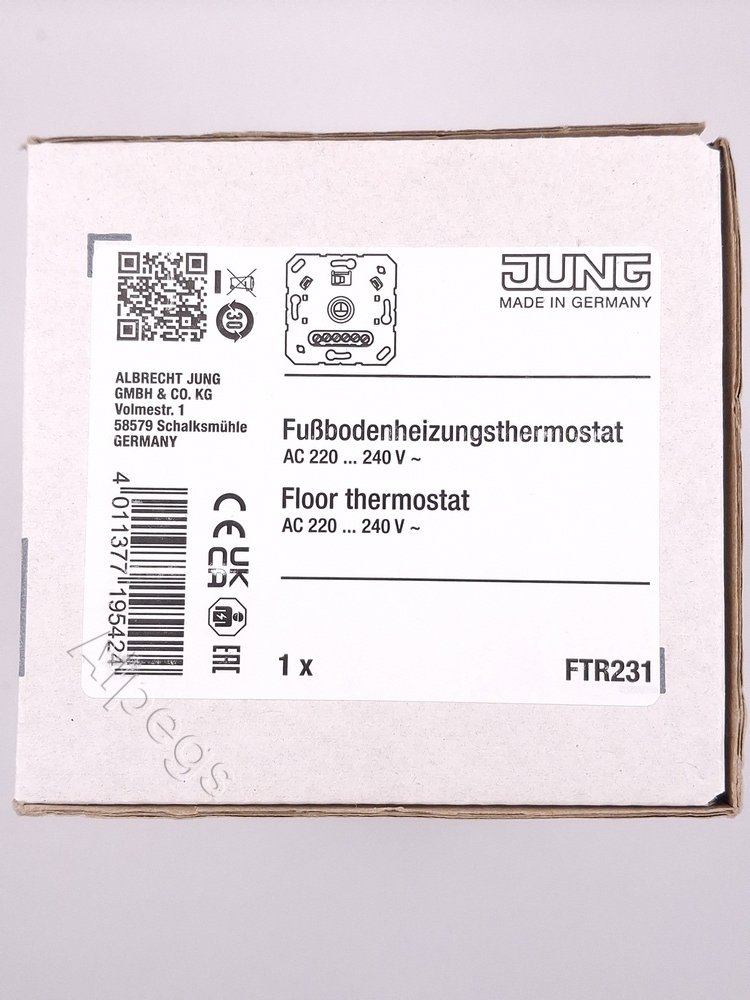 30
ALBRECHT JUNG
GMBH & CO. KG
Volmestr. 1
58579 Schalksmühle
GERMANY
4 011377 195424
CE
UK
CA
EAC
JUNG
MADE IN GERMANY
Fußbodenheizungsthermostat
AC 220 ... 240 V ~
Floor thermostat
AC 220 ... 240 V ~
1 x
FTR231
Alpegs